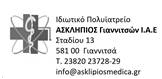 Ιδιωτικό Πολυϊατρείο
ΑΣΚΛΗΠΙΟΣ Γιαννιτσών Ι.Α.Ε
Σταδίου 13
581 00 Γιαννιτσά
Τ. 23820 23728-29
info@asklipiosmedica.gr